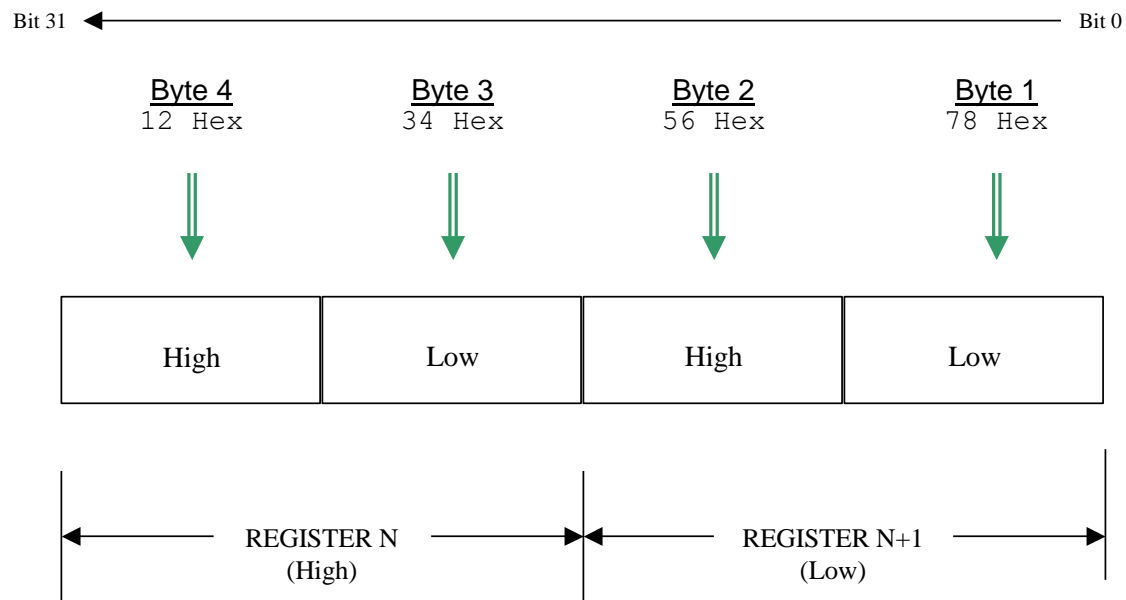 Bit 31 Bit 0
Byte 4 Byte 3 Byte 2 Byte 1
12 Hex 34 Hex 56 Hex 78 Hex
High Low High Low
REGISTER N REGISTER N+1
(High) (Low)